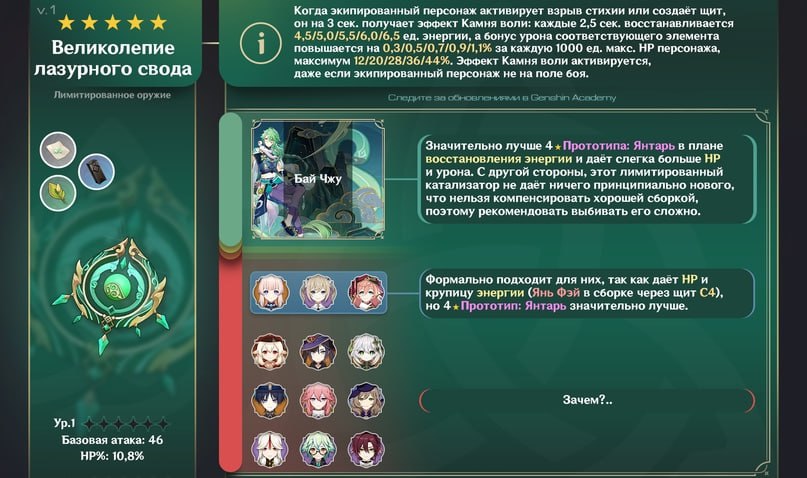 v.1
Великолепие
лазурного свода
Лимитированное оружие
Ур.1
Базовая атака: 46
HP%: 10,8%
Когда экипированный персонаж активирует взрыв стихии или создаёт щит,
он на 3 сек. получает эффект Камня воли: каждые 2,5 сек. восстанавливается
4,5/5,0/5,5/6,0/6,5 ед. энергии, а бонус урона соответствующего элемента
повышается на 0,3/0,5/0,7/0,9/1,1% за каждую 1000 ед. макс. HP персонажа,
максимум 12/20/28/36/44%. Эффект Камня воли активируется,
даже если экипированный персонаж не на поле боя.
Следите за обновлениями в Genshin Academy
Бай Чжу
Значительно лучше 4★Прототипа: Янтарь в плане
восстановления энергии и даёт слегка больше HP
и урона. С другой стороны, этот лимитированный
катализатор не даёт ничего принципиально нового,
что нельзя компенсировать хорошей сборкой,
поэтому рекомендовать выбивать его сложно.
Формально подходит для них, так как даёт HP и
крупицу энергии (Янь Фэй в сборке через щит С4),
но 4★Прототип: Янтарь значительно лучше.
Зачем?..